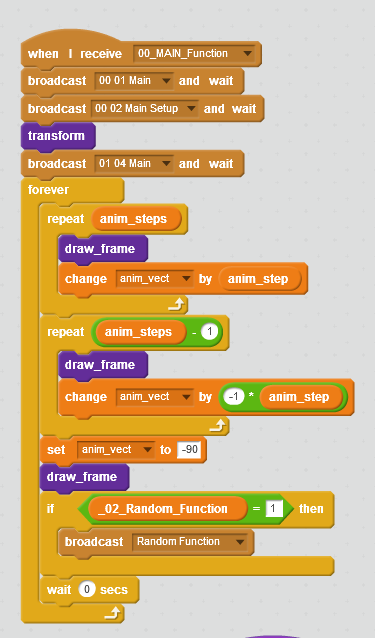 when I receive 00_MAIN_Function
broadcast 00 01 Main and wait
broadcast 00 02 Main Setup and wait
transform
broadcast 01 04 Main and wait
forever
repeat anim_steps
draw_frame
change anim_vect by anim_step
repeat anim_steps - 1
draw_frame
change anim_vect by -1 * anim_step
set anim_vect to -90
draw_frame
if _02_Random_Function = 1 then
broadcast Random Function
wait 0 secs